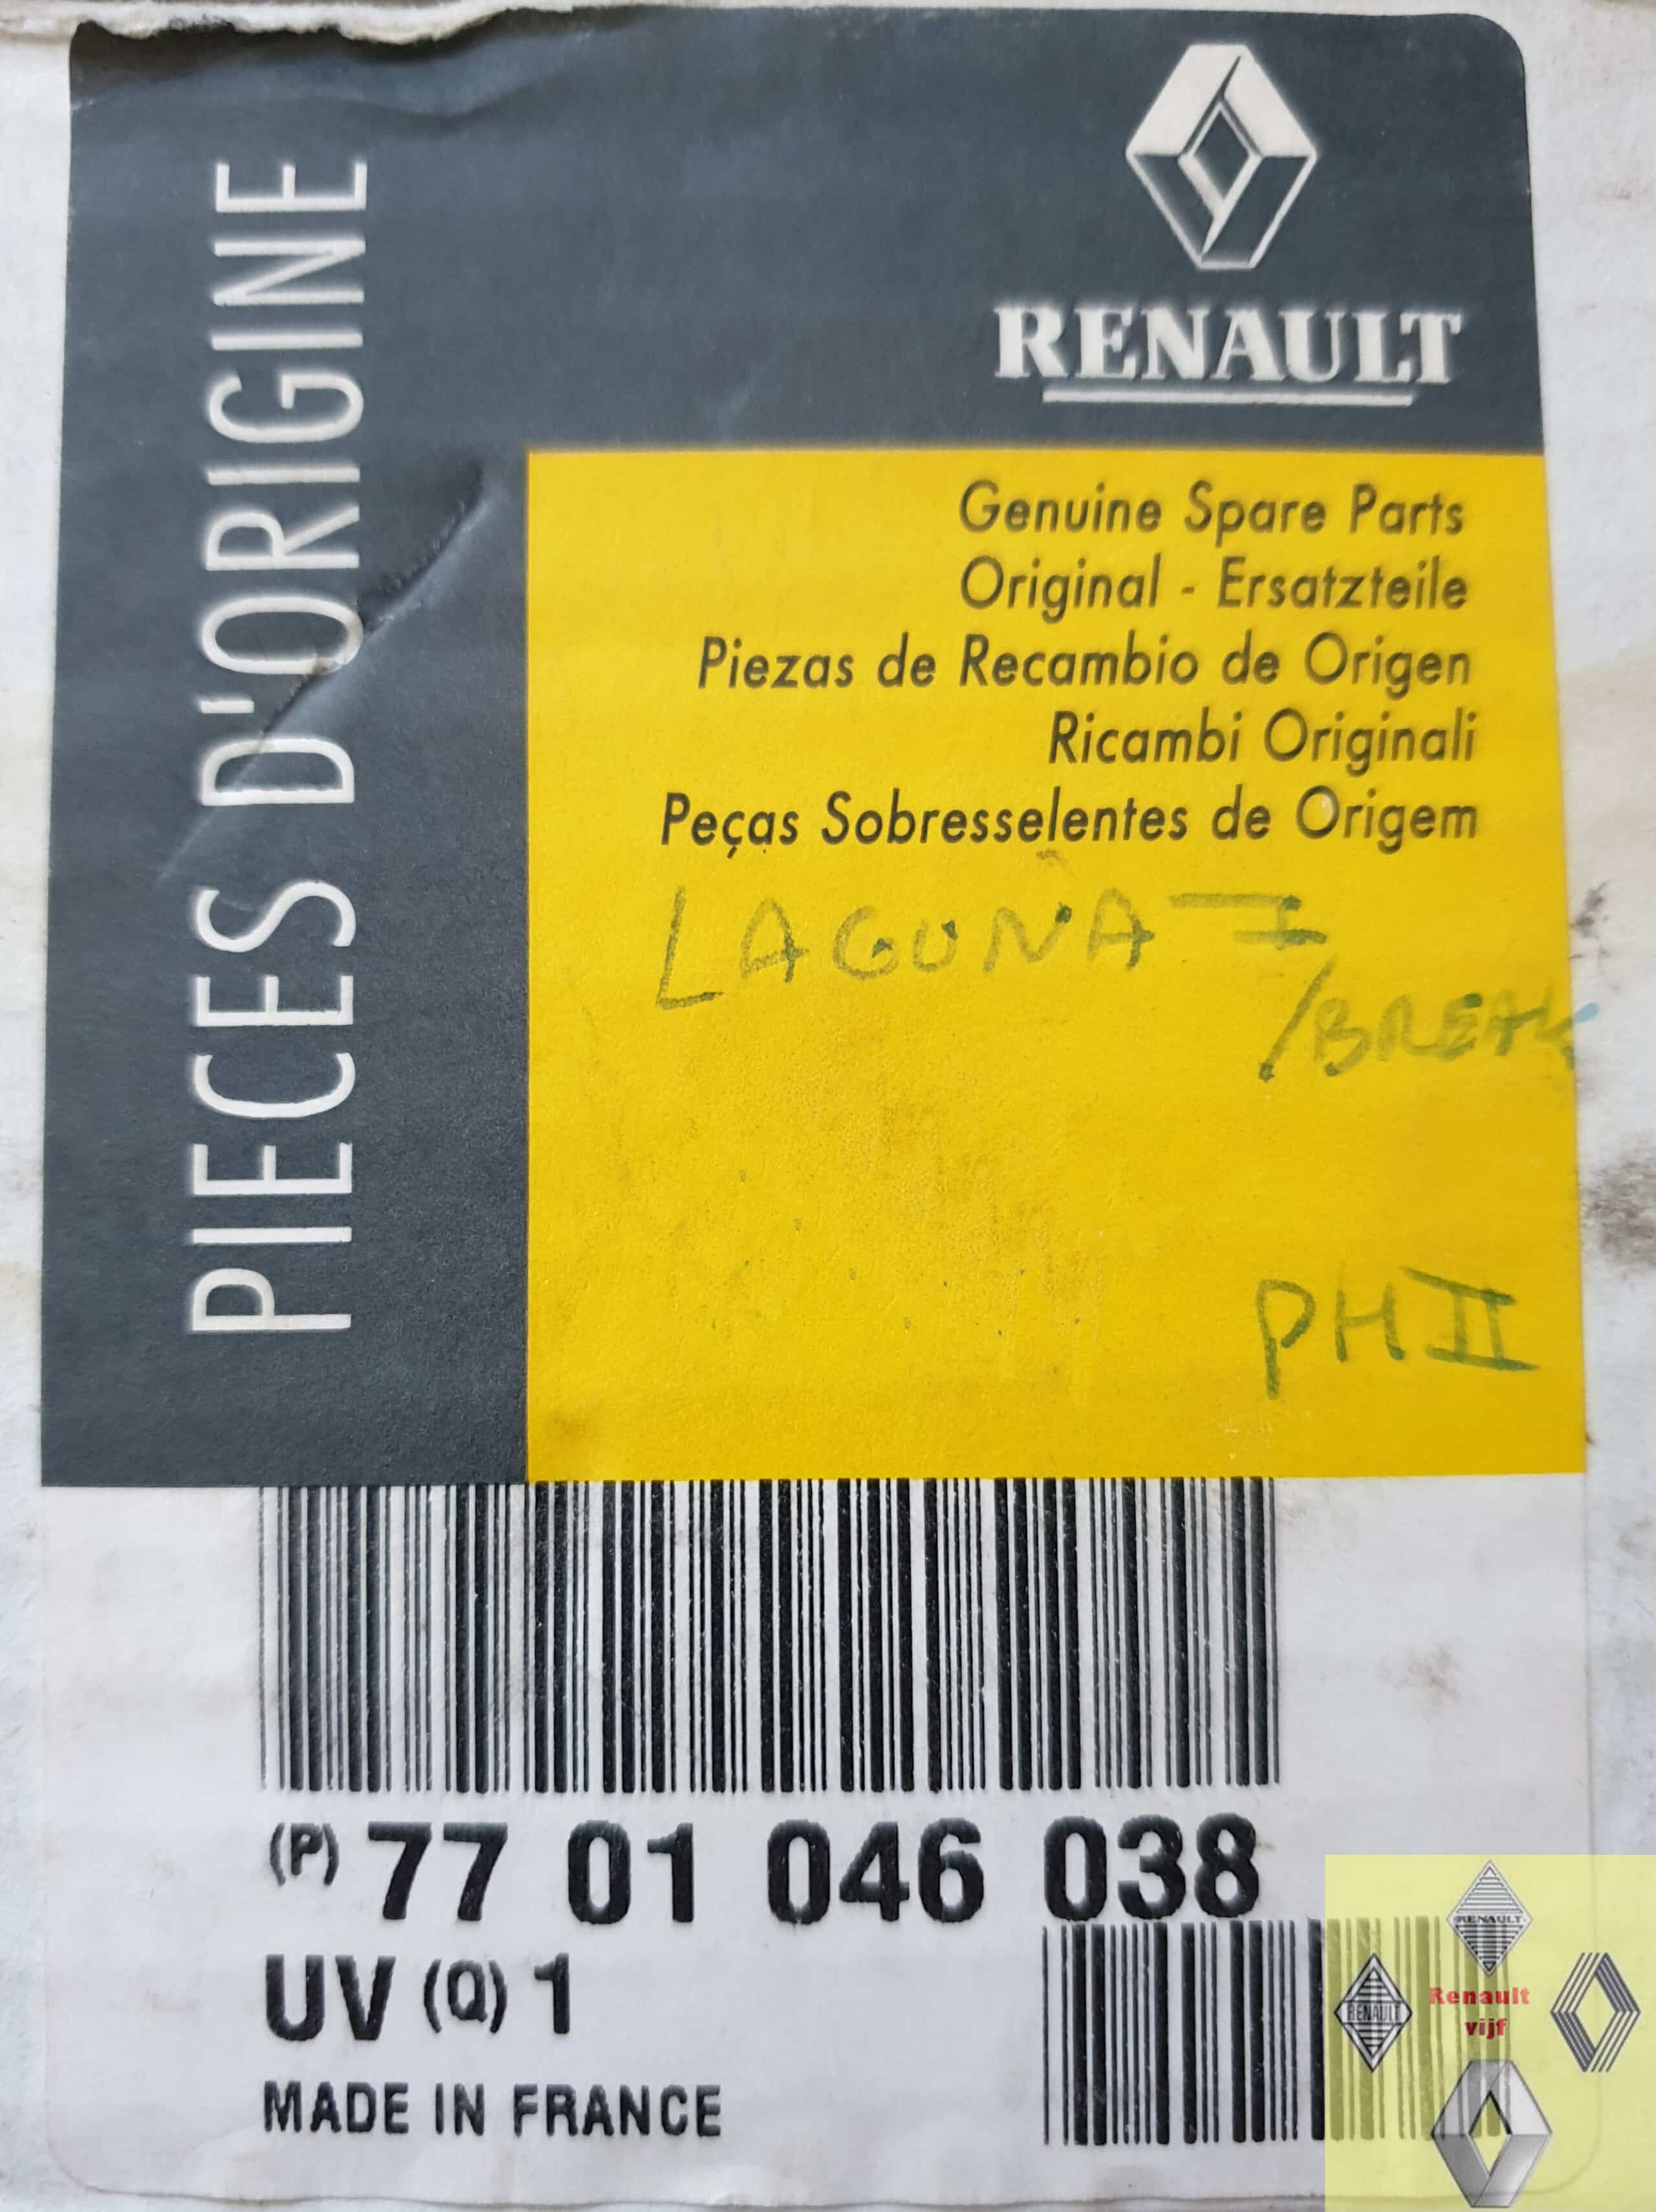 RENAULT
PIECES D'ORIGINE
Genuine Spare Parts
Original - Ersatzteile
Piezas de Recambio de Origen
Ricambi Originali
Peças Sobresselentes de Origem
LAGUNA I
/BREAK
PH II
(P) 77 01 046 038
UV (Q) 1
MADE IN FRANCE
RENAULT
RENAULT
Renault
vijf